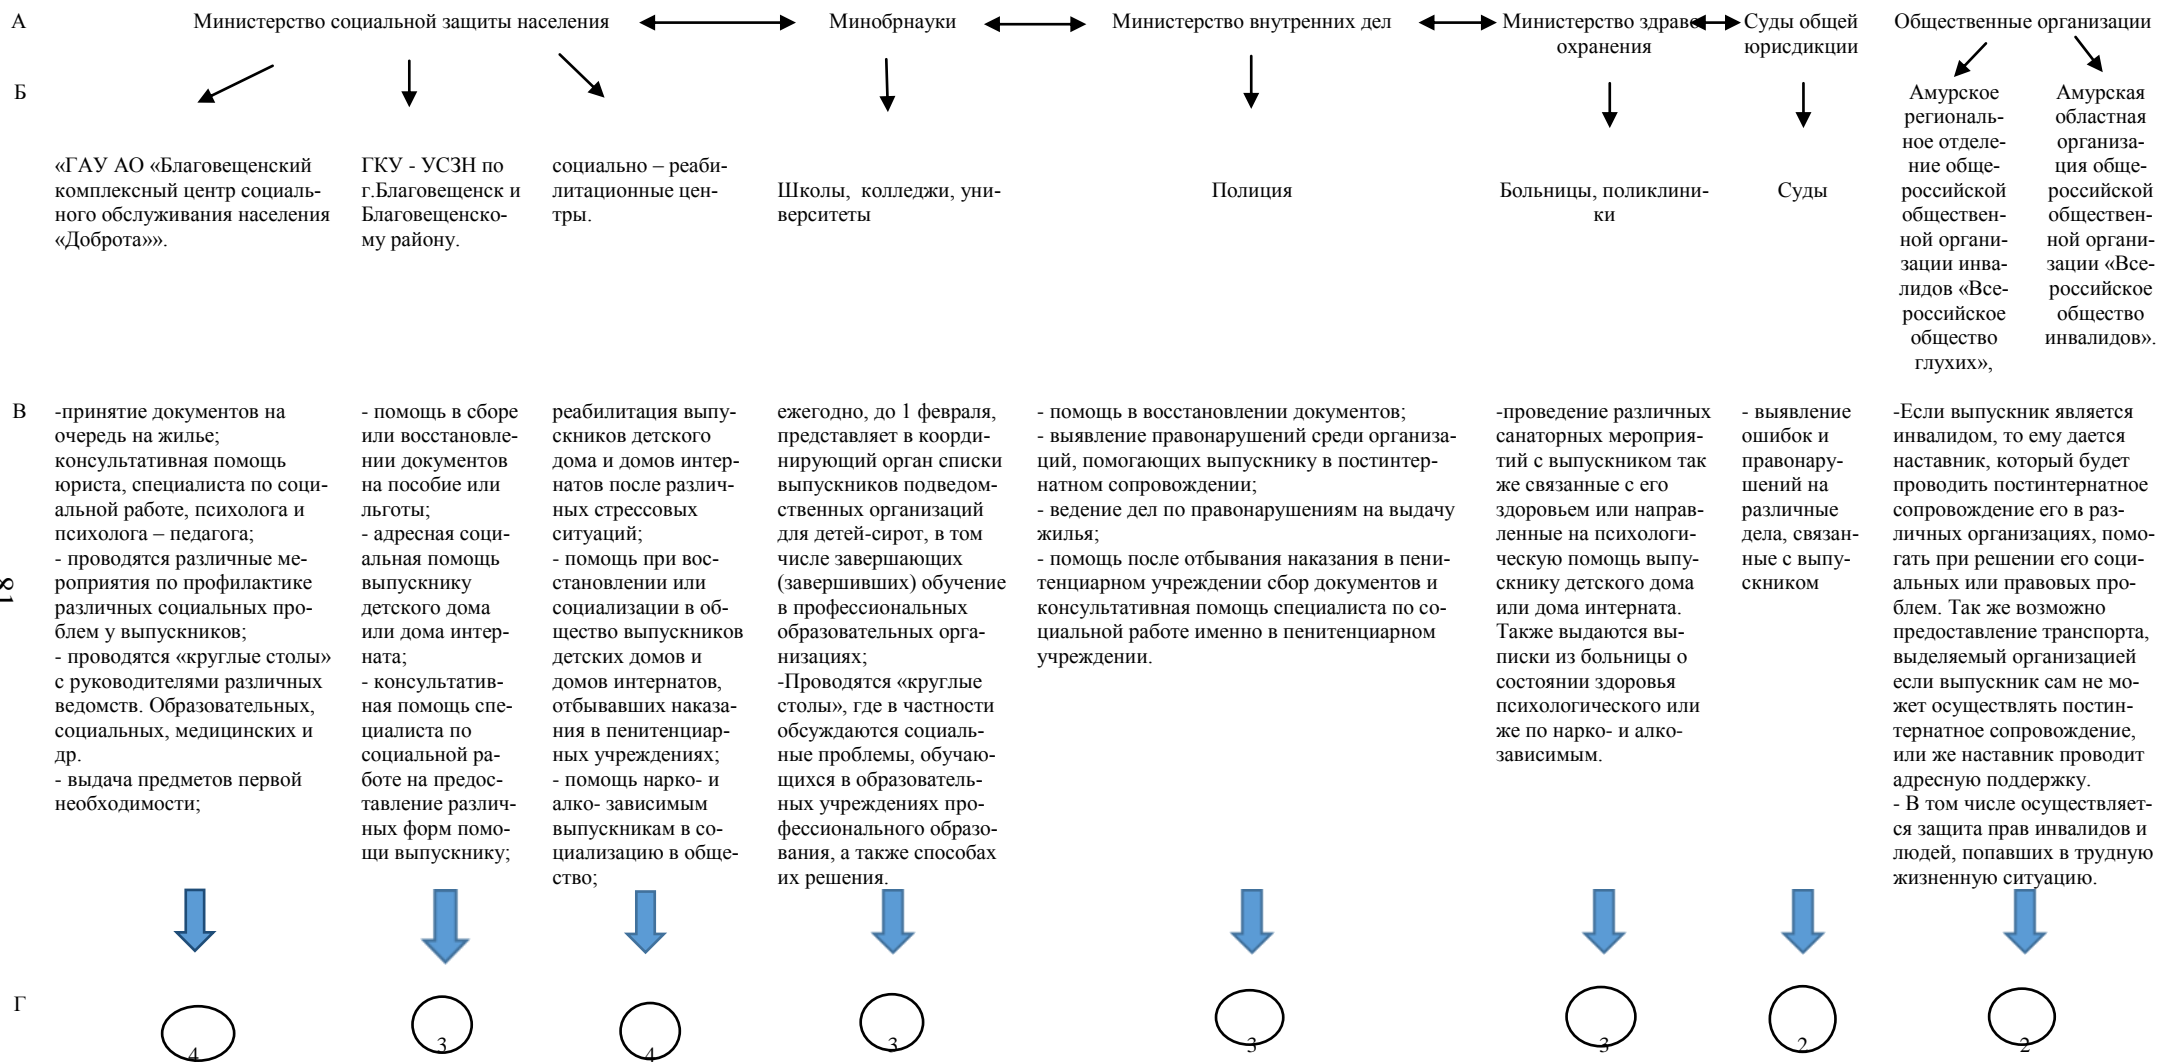 А
Министерство социальной защиты населения
Минобрнауки
Министерство внутренних дел
Министерство здраво-
охранения
Суды общей
юрисдикции
Общественные организации
Б
«ГАУ АО «Благовещенский
комплексный центр социаль-
ного обслуживания населения
«Доброта»».
ГКУ - УСЗН по
г.Благовещенск и
Благовещенско-
му району.
социально – реаби-
литационные цен-
тры.
Школы, колледжи, уни-
верситеты
Полиция
Больницы, поликлини-
ки
Суды
Амурское
региональ-
ное отделе-
ние обще-
российской
обществен-
ной органи-
зации инва-
лидов «Все-
российское
общество
глухих»,
Амурская
областная
организа-
ция обще-
российской
обществен-
ной органи-
зации «Все-
российское
общество
инвалидов».
В
-принятие документов на
очередь на жилье;
консультативная помощь
юриста, специалиста по соци-
альной работе, психолога и
психолога – педагога;
- проводятся различные ме-
роприятия по профилактике
различных социальных про-
блем у выпускников;
- проводятся «круглые столы»
с руководителями различных
ведомств. Образовательных,
социальных, медицинских и
др.
- выдача предметов первой
необходимости;
- помощь в сборе
или восстановле-
нии документов
на пособие или
льготы;
- адресная соци-
альная помощь
выпускнику
детского дома
или дома интер-
ната;
- консультатив-
ная помощь спе-
циалиста по
социальной ра-
боте на предос-
тавление различ-
ных форм помо-
щи выпускнику;
реабилитация выпу-
скников детского
дома и домов интер-
натов после различ-
ных стрессовых
ситуаций;
- помощь при вос-
становлении или
социализации в об-
щество выпускников
детских домов и
домов интернатов,
отбывавших наказа-
ния в пенитенциар-
ных учреждениях;
- помощь нарко- и
алко- зависимым
выпускникам в со-
циализацию в обще-
ство;
ежегодно, до 1 февраля,
представляет в коорди-
нирующий орган списки
выпускников подведом-
ственных организаций
для детей-сирот, в том
числе завершающих
(завершивших) обучение
в профессиональных
образовательных орга-
низациях;
-Проводятся «круглые
столы», где в частности
обсуждаются социаль-
ные проблемы, обучаю-
щихся в образователь-
ных учреждениях про-
фессионального образо-
вания, а также способах
их решения.
- помощь в восстановлении документов;
- выявление правонарушений среди организа-
ций, помогающих выпускнику в постинтер-
натном сопровождении;
- ведение дел по правонарушениям на выдачу
жилья;
- помощь после отбывания наказания в пени-
тенциарном учреждении сбор документов и
консультативная помощь специалиста по со-
циальной работе именно в пенитенциарном
учреждении.
-проведение различных
санаторных мероприя-
тий с выпускником так
же связанные с его
здоровьем или направ-
ленные на психологи-
ческую помощь выпу-
скнику детского дома
или дома интерната.
Также выдаются вы-
писки из больницы о
состоянии здоровья
психологического или
же по нарко- и алко-
зависимым.
- выявление
ошибок и
правонару-
шений на
различные
дела, связан-
ные с выпу-
скником
-Если выпускник является
инвалидом, то ему дается
наставник, который будет
проводить постинтернатное
сопровождение его в раз-
личных организациях, помо-
гать при решении его соци-
альных или правовых про-
блем. Так же возможно
предоставление транспорта,
выделяемый организацией
если выпускник сам не мо-
жет осуществлять постин-
тернатное сопровождение,
или же наставник проводит
адресную поддержку.
- В том числе осуществляет-
ся защита прав инвалидов и
людей, попавших в трудную
жизненную ситуацию.
81
Г
4
3
4
3
3
3
2
2